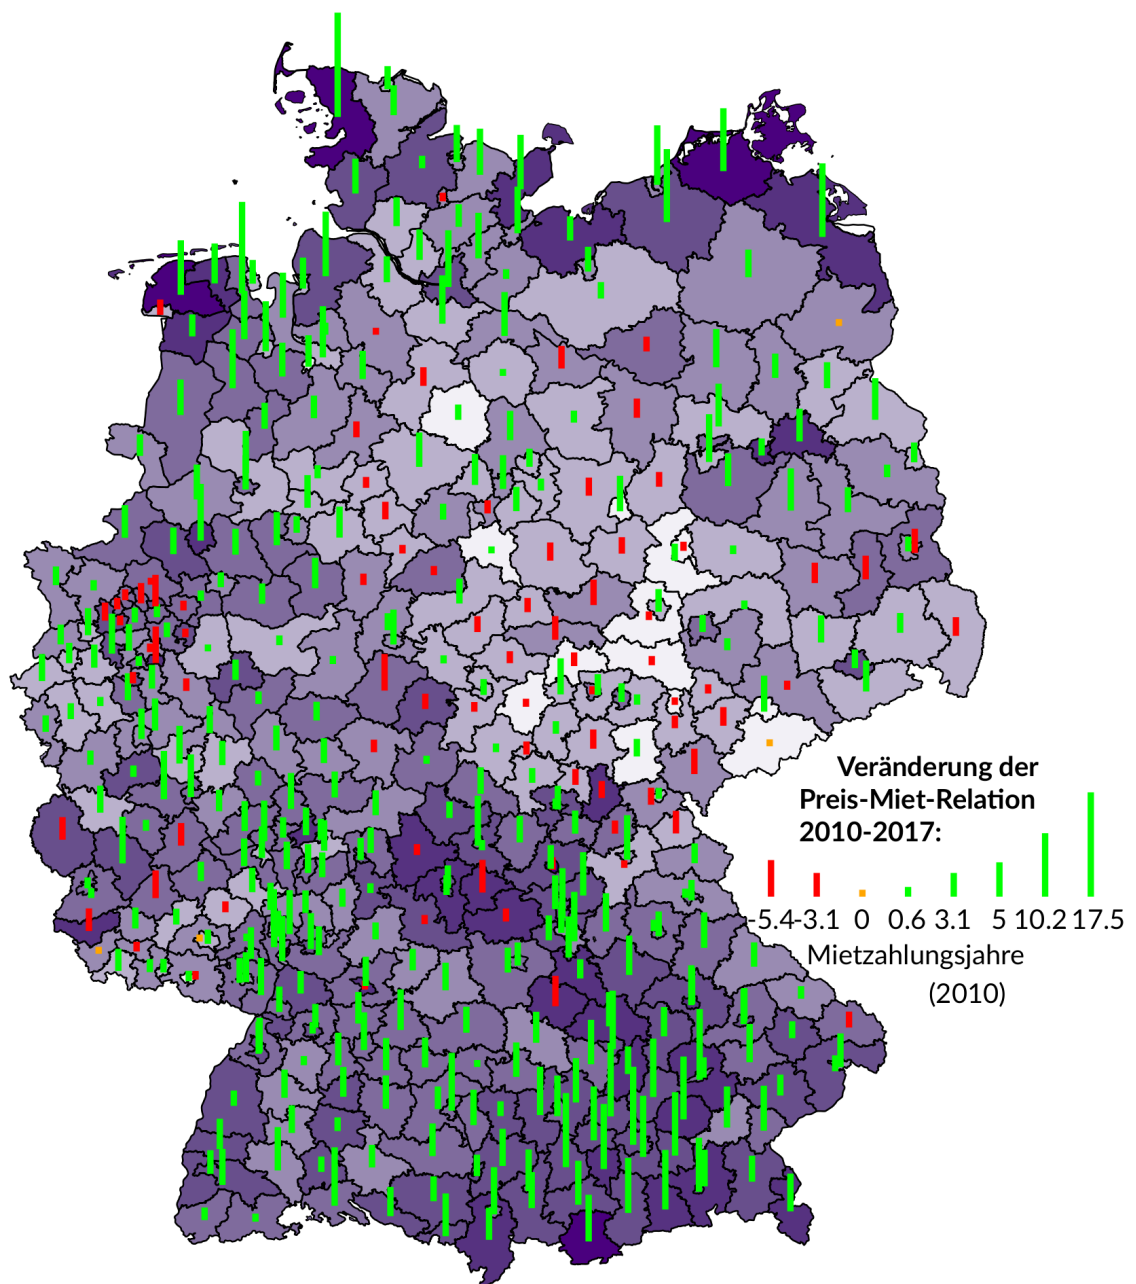 Veränderung der
Preis-Miet-Relation
2010-2017:
-5.4 -3.1 0 0.6 3.1 5 10.2 17.5
Mietzahlungsjahre
(2010)